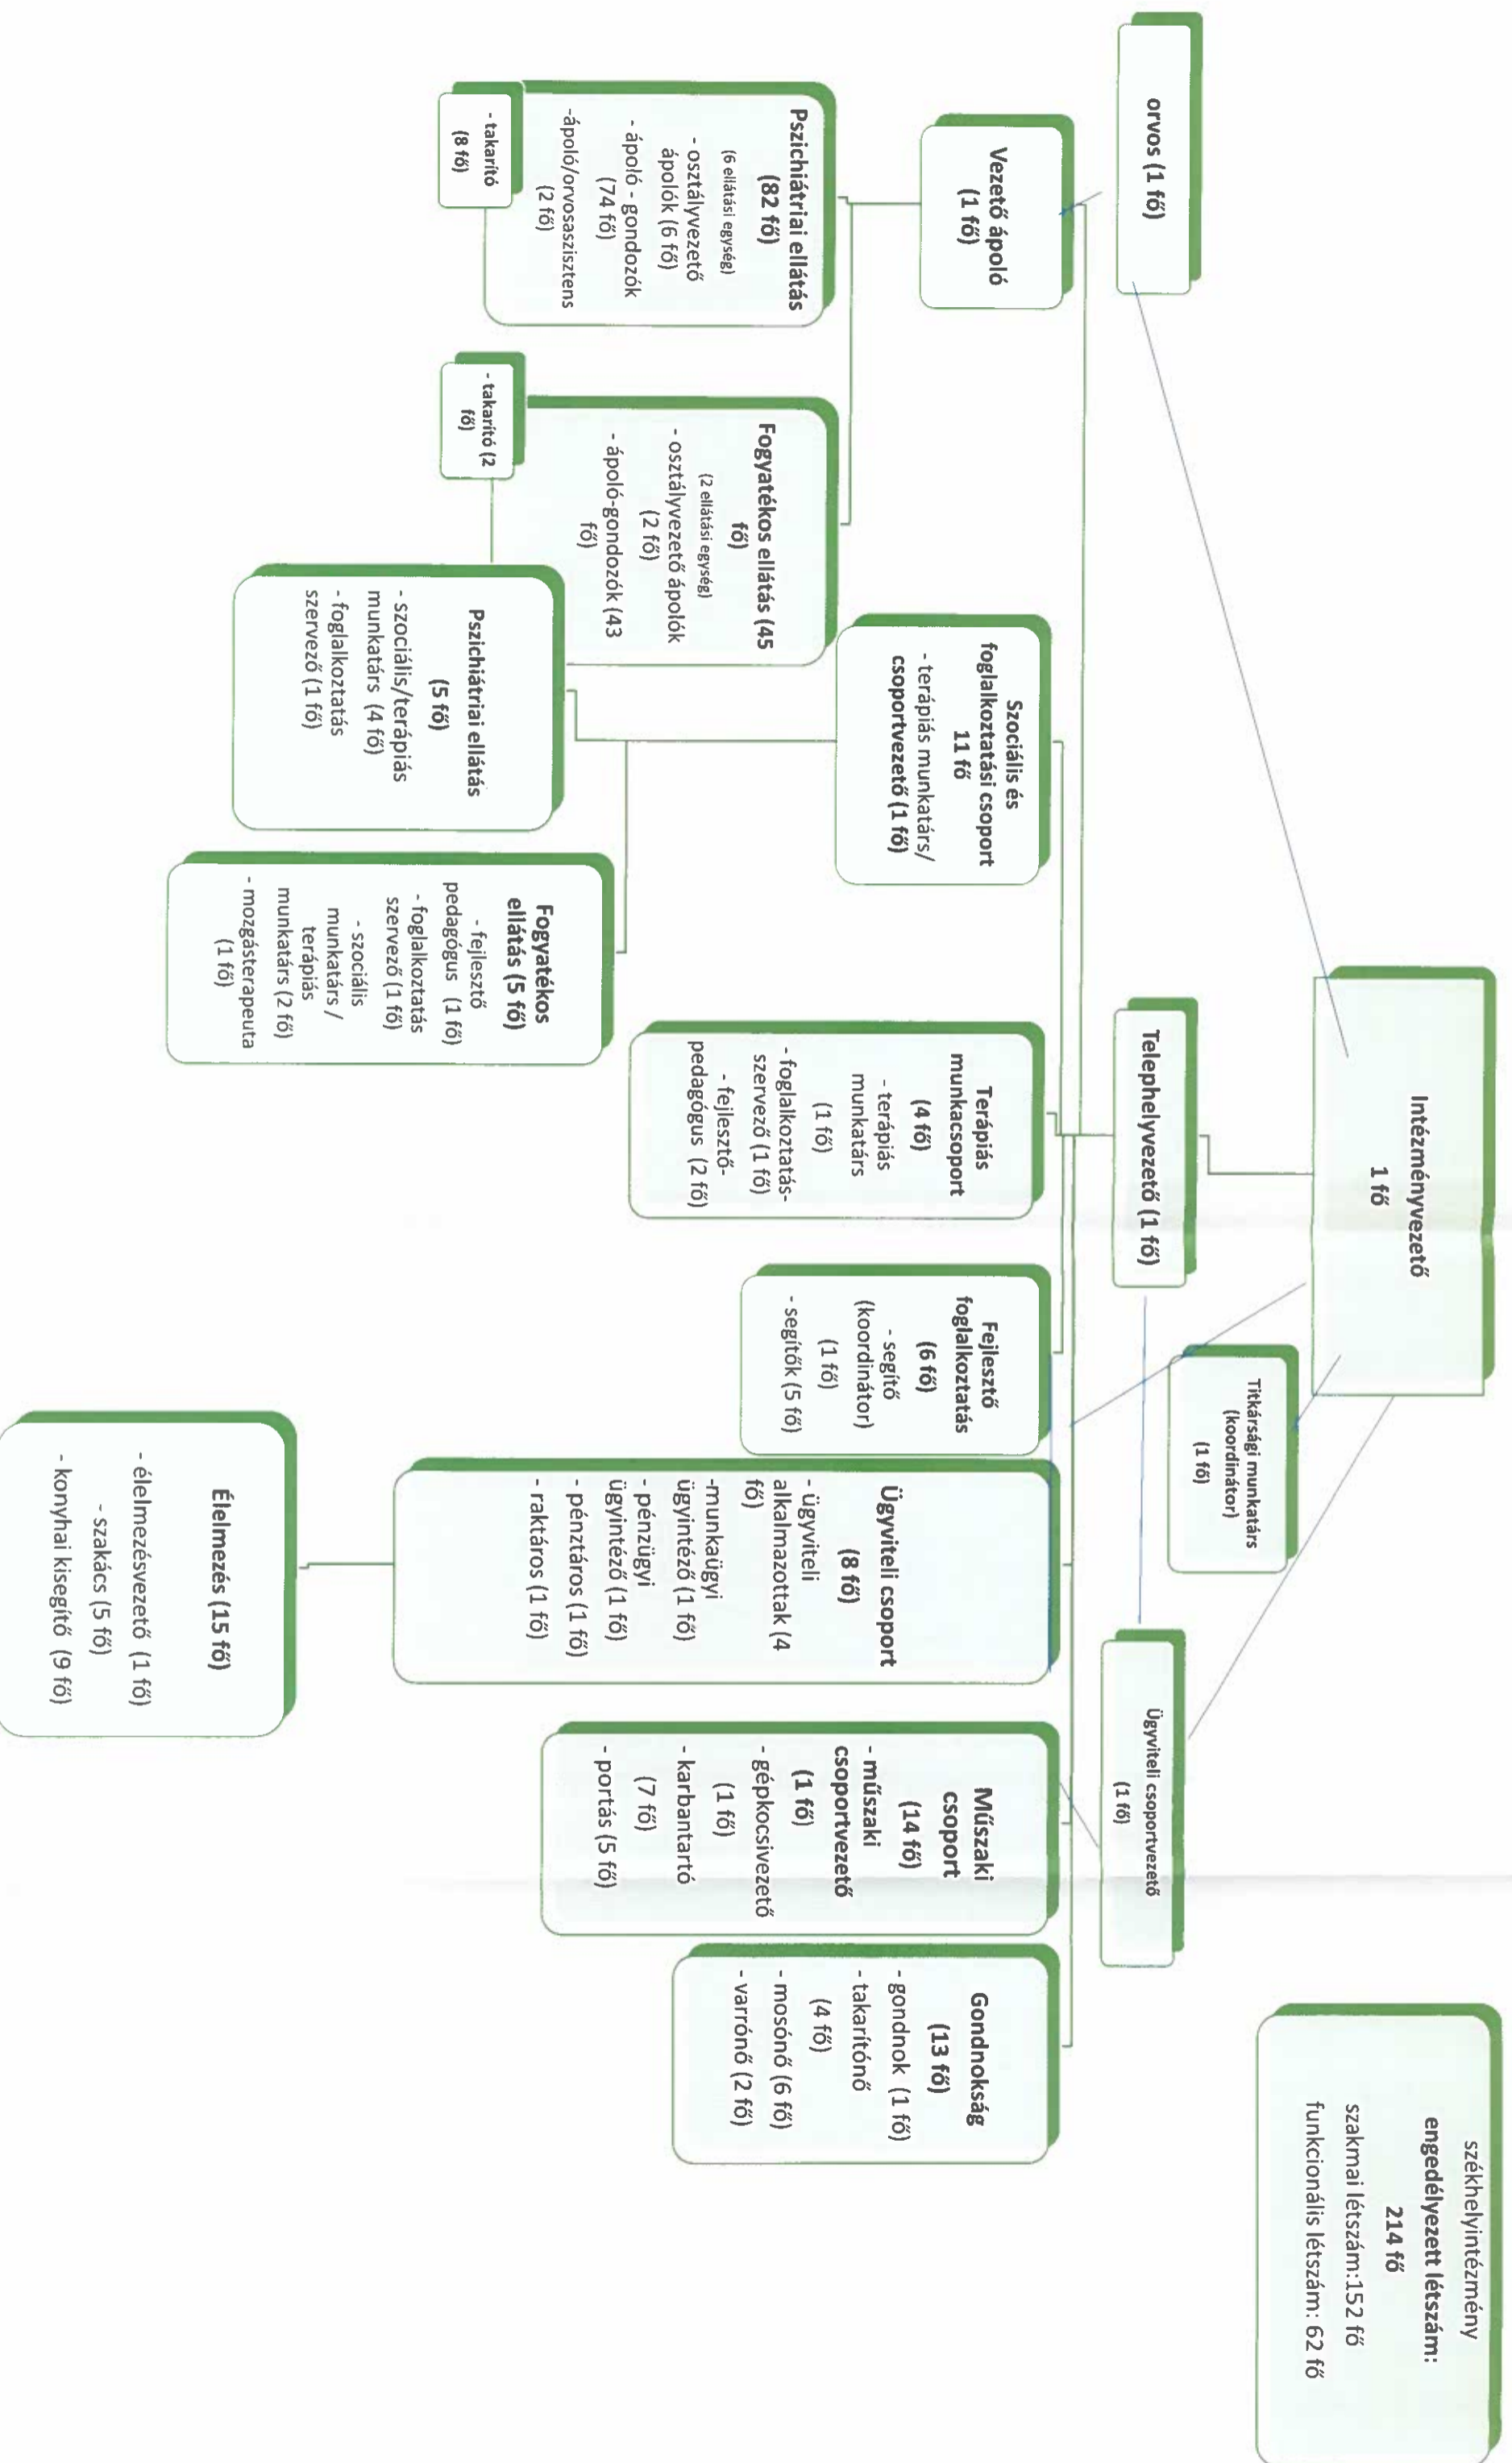 székhelyintézmény
engedélyezett létszám:
214 fő
szakmai létszám:152 fő
funkcionális létszám: 62 fő
Intézményvezető
1 fő
orvos (1 fő)
Telephelyvezető (1 fő)
Titkársági munkatárs
(koordinátor)
(1 fő)
Ügyviteli csoportvezető
(1 fő)
Vezető ápoló
(1 fő)
Szociális és
foglalkoztatási csoport
11 fő
- terápiás munkatárs/
csoportvezető (1 fő)
Terápiás
munkacsoport
(4 fő)
- terápiás
munkatárs
(1 fő)
- foglalkoztatás-
szervező (1 fő)
- fejlesztő-
pedagógus (2 fő)
Fejlesztő
foglalkoztatás
(6 fő)
- segítő
(koordinátor)
(1 fő)
- segítők (5 fő)
Ügyviteli csoport
(8 fő)
- ügyviteli
alkalmazottak (4
fő)
-munkaügyi
ügyintéző (1 fő)
- pénzügyi
ügyintéző (1 fő)
- pénztáros (1 fő)
- raktáros (1 fő)
Műszaki
csoport
(14 fő)
- műszaki
csoportvezető
(1 fő)
- gépkocsivezető
(1 fő)
- karbantartó
(7 fő)
- portás (5 fő)
Gondnokság
(13 fő)
- gondnok (1 fő)
- takarítónő
(4 fő)
- mosónő (6 fő)
- varrónő (2 fő)
Pszichiátriai ellátás
(82 fő)
(6 ellátási egység)
- osztályvezető
ápolók (6 fő)
- ápoló - gondozók
(74 fő)
-ápoló/orvosaszisztens
(2 fő)
- takarító
(8 fő)
Fogyatékos ellátás (45
fő)
(2 ellátási egység)
- osztályvezető ápolók
(2 fő)
- ápoló-gondozók (43
fő)
- takarító (2
fő)
Pszichiátriai ellátás
(5 fő)
- szociális/terápiás
munkatárs (4 fő)
- foglalkoztatás
szervező (1 fő)
Fogyatékos
ellátás (5 fő)
- fejlesztő
pedagógus (1 fő)
- foglalkoztatás
szervező (1 fő)
- szociális
munkatárs /
terápiás
munkatárs (2 fő)
- mozgásterapeuta
(1 fő)
Élelmezés (15 fő)
- élelmezésvezető (1 fő)
- szakács (5 fő)
- konyhai kisegítő (9 fő)